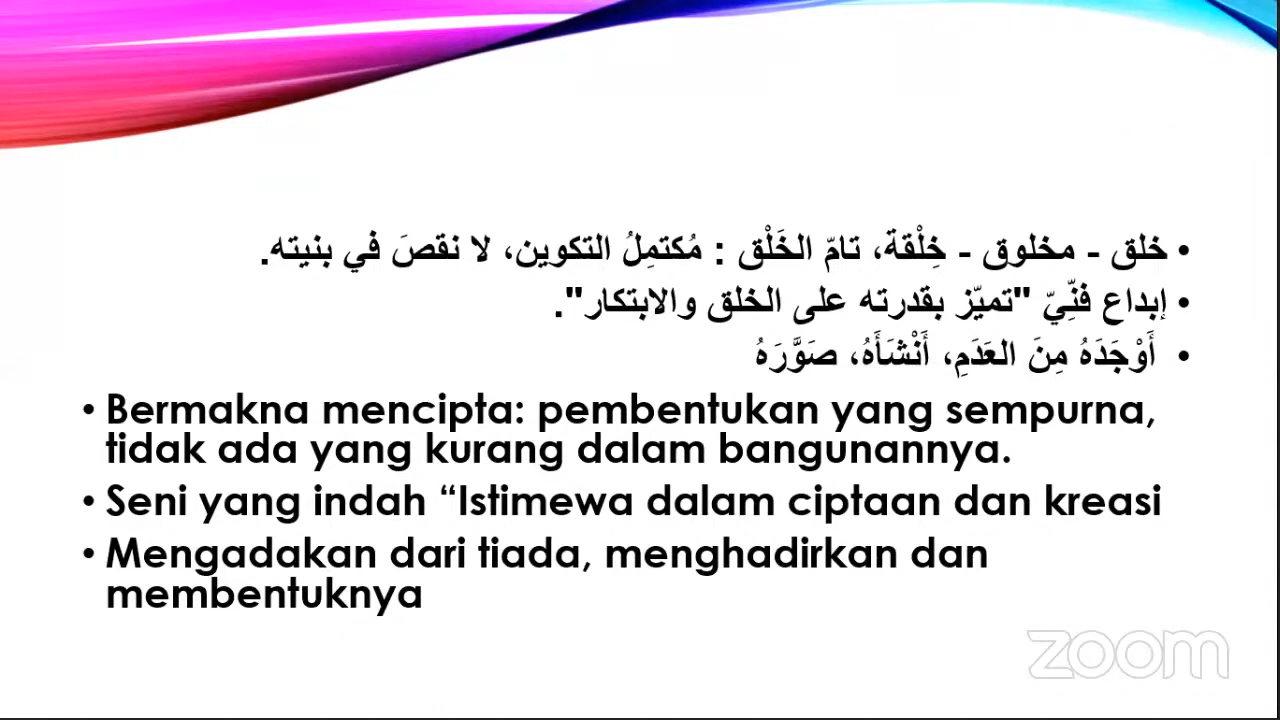 • خلق - مخلوق - خِلْقة، تامّ الخَلْق : مُكتمِلُ التكوين، لا نقصَ في بنيته.
• إبداع فنِّيّ "تميّز بقدرته على الخلق والابتكار".
• أَوْجَدَهُ مِنَ العَدَمِ، أَنْشَأَهُ، صَوَّرَهُ
• Bermakna mencipta: pembentukan yang sempurna,
tidak ada yang kurang dalam bangunannya.
• Seni yang indah “Istimewa dalam ciptaan dan kreasi
• Mengadakan dari tiada, menghadirkan dan
membentuknya
zoom